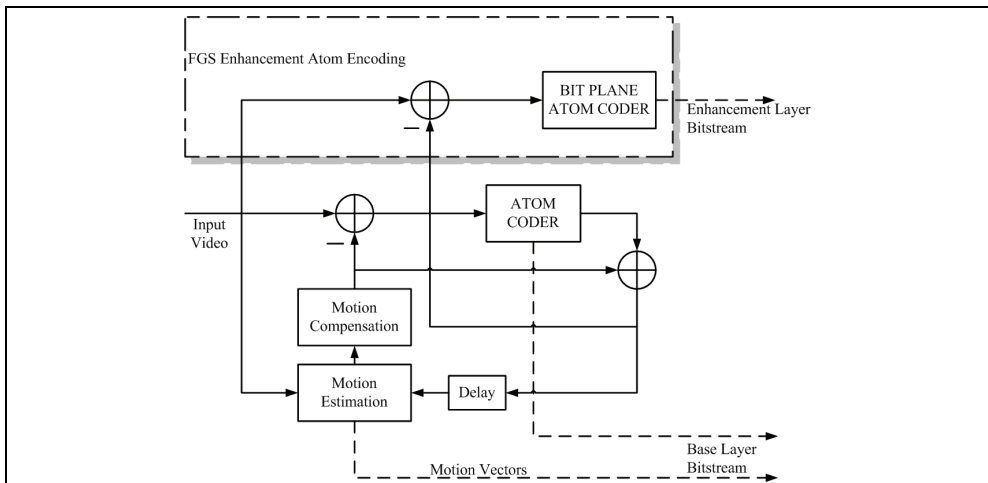 FGS Enhancement Atom Encoding
BIT PLANE
ATOM CODER
Enhancement Layer
Bitstream
Input
Video
ATOM
CODER
Motion
Compensation
Motion
Estimation
Delay
Base Layer
Bitstream
Motion Vectors